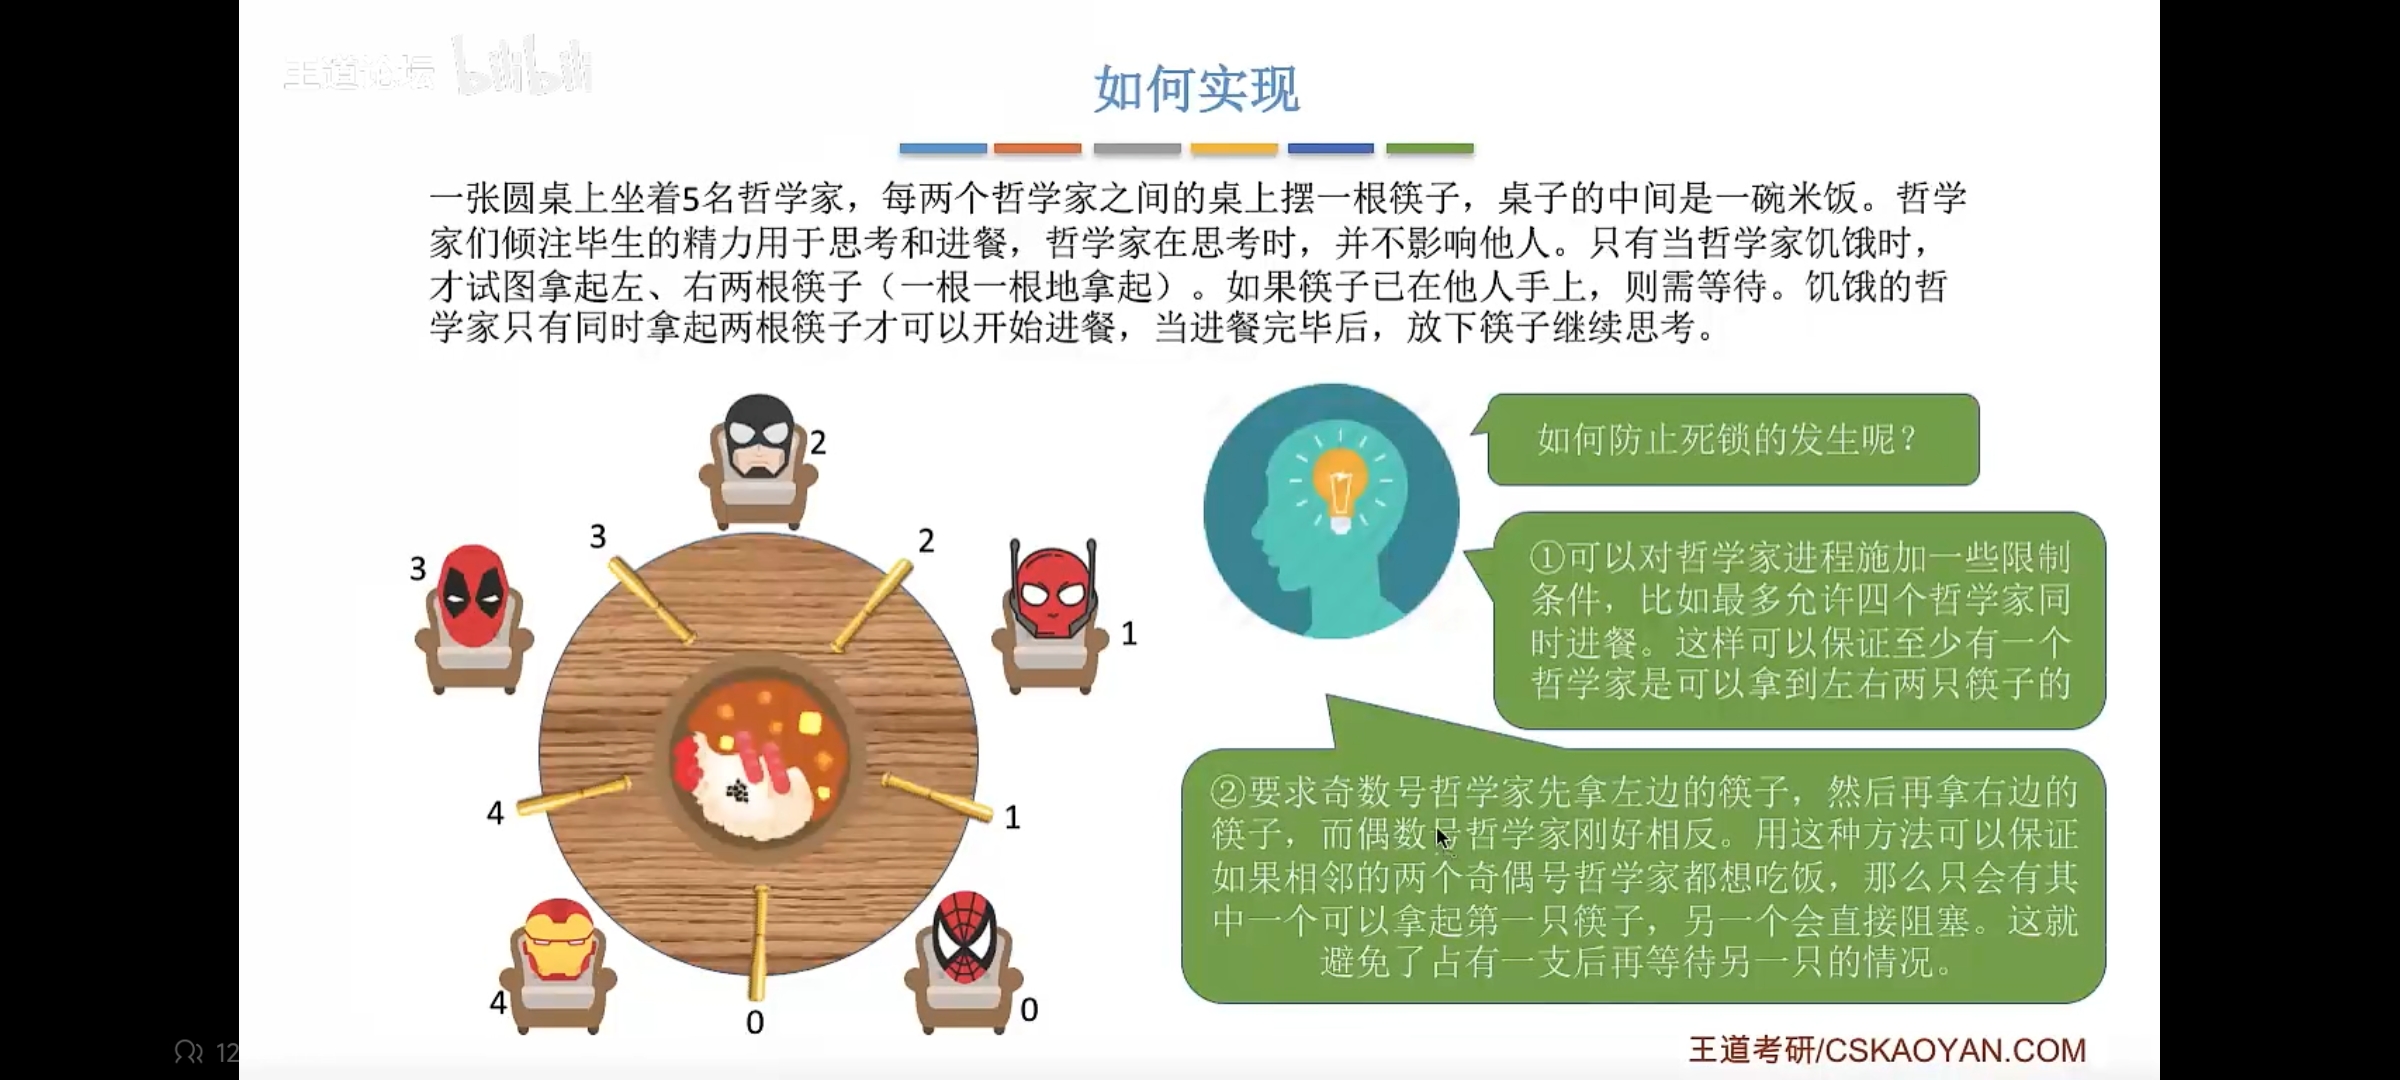 王道论坛 bilibili
如何实现
一张圆桌上坐着5名哲学家，每两个哲学家之间的桌上摆一根筷子，桌子的中间是一碗米饭。哲学
家们倾注毕生的精力用于思考和进餐，哲学家在思考时，并不影响他人。只有当哲学家饥饿时，
才试图拿起左、右两根筷子（一根一根地拿起）。如果筷子已在他人手上，则需等待。饥饿的哲
学家只有同时拿起两根筷子才可以开始进餐，当进餐完毕后，放下筷子继续思考。
2
3
2
3
1
4
1
4
0
0
如何防止死锁的发生呢？
①可以对哲学家进程施加一些限制
条件，比如最多允许四个哲学家同
时进餐。这样可以保证至少有一个
哲学家是可以拿到左右两只筷子的
②要求奇数号哲学家先拿左边的筷子，然后再拿右边的
筷子，而偶数号哲学家刚好相反。用这种方法可以保证
如果相邻的两个奇偶号哲学家都想吃饭，那么只会有其
中一个可以拿起第一只筷子，另一个会直接阻塞。这就
避免了占有一支后再等待另一只的情况。
12
王道考研/CSKAOYAN.COM